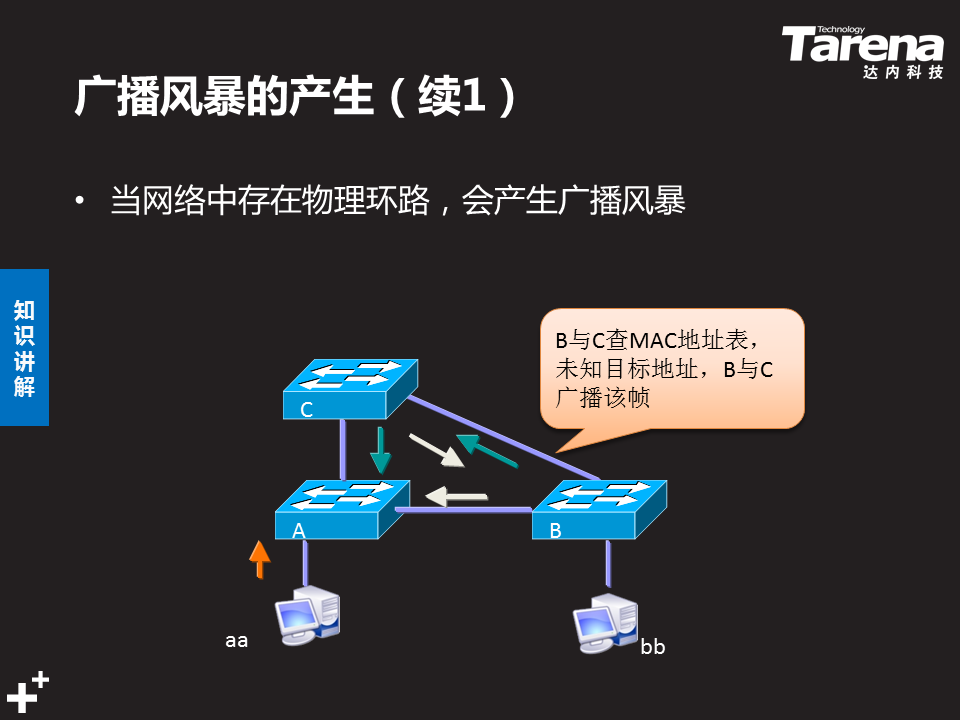 Technology
Tarena
达内科技
广播风暴的产生（续1）
• 当网络中存在物理环路，会产生广播风暴
知识讲解
B与C查MAC地址表，
未知目标地址，B与C
广播该帧
C
A
B
aa
bb